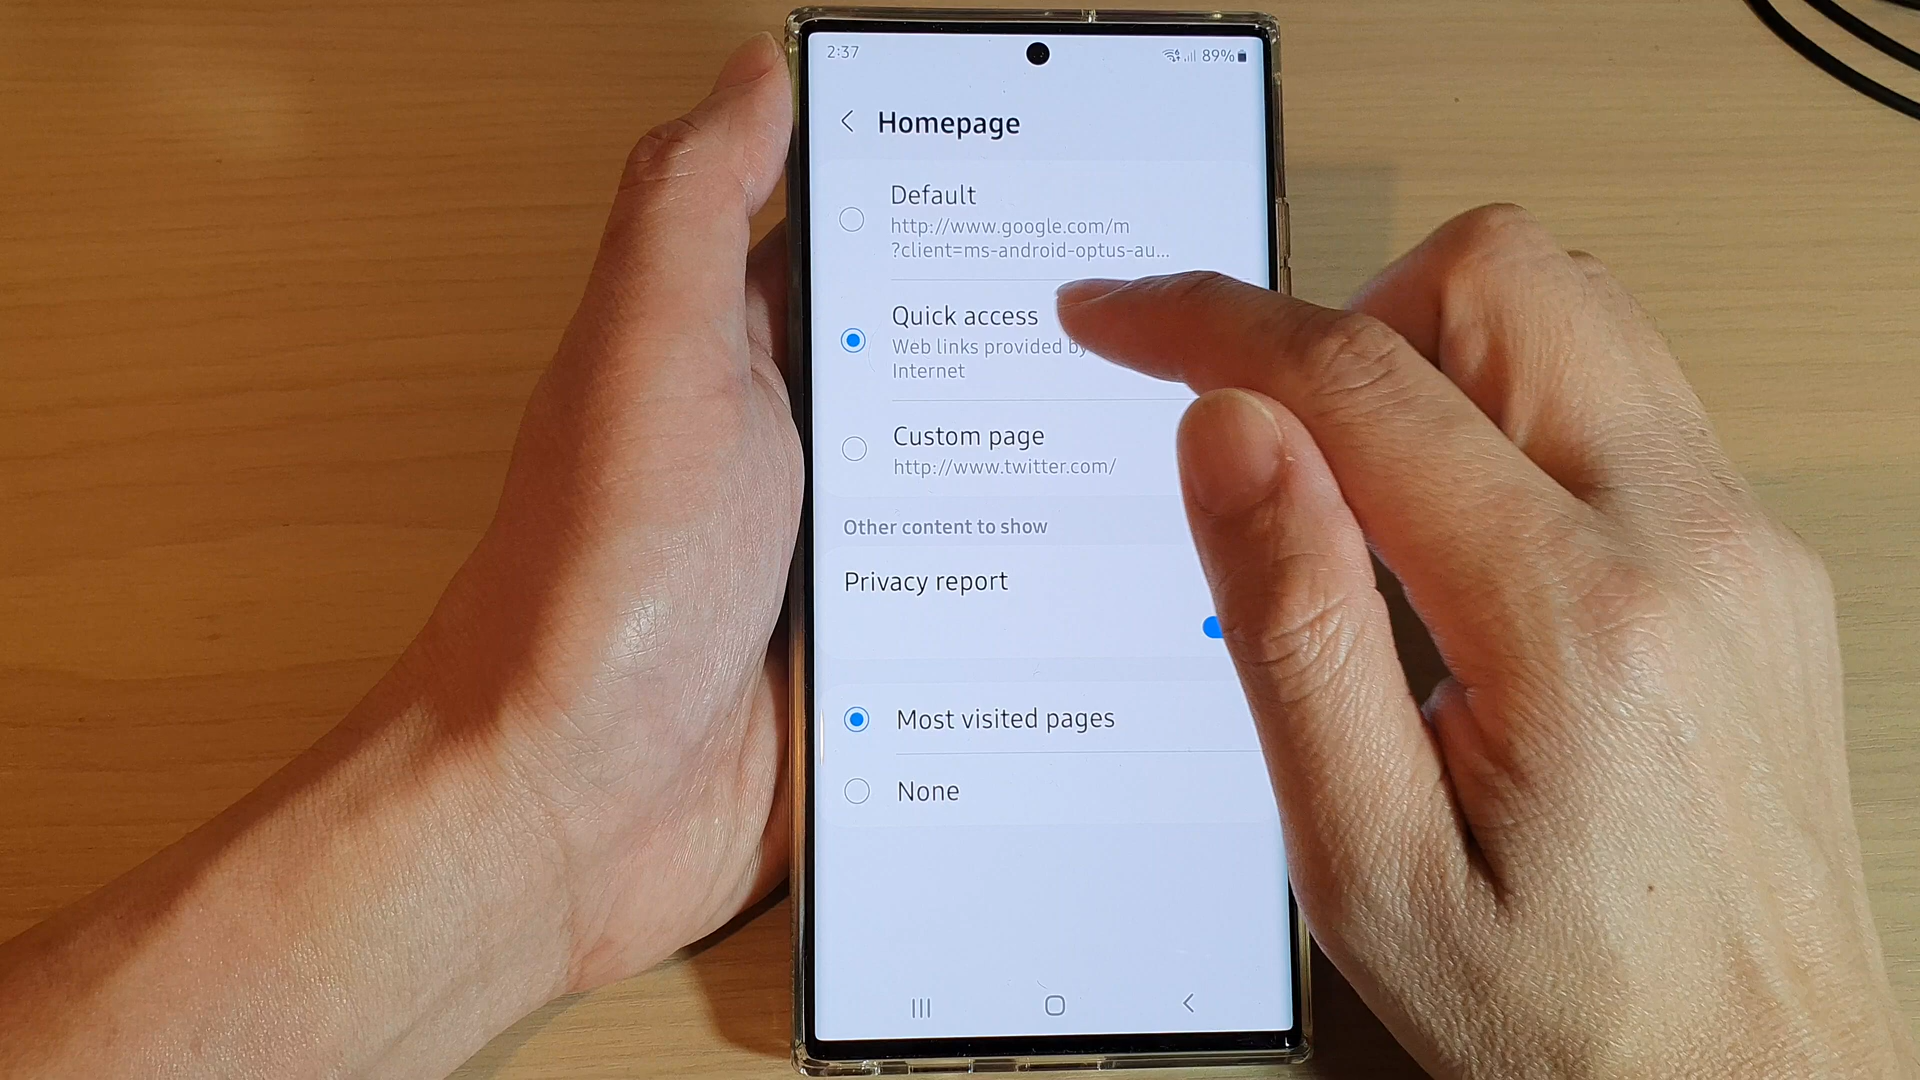 2:37
89%
Homepage
Default
http://www.google.com/m
?client=ms-android-optus-au...
Quick access
Web links provided by
Internet
Custom page
http://www.twitter.com/
Other content to show
Privacy report
Most visited pages
None